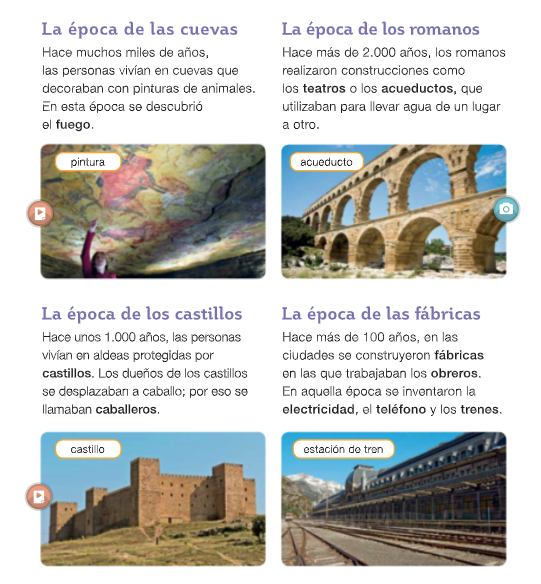 La época de las cuevas
Hace muchos miles de años,
las personas vivían en cuevas que
decoraban con pinturas de animales.
En esta época se descubrió
el fuego.
pintura
La época de los romanos
Hace más de 2.000 años, los romanos
realizaron construcciones como
los teatros o los acueductos, que
utilizaban para llevar agua de un lugar
a otro.
acueducto
La época de los castillos
Hace unos 1.000 años, las personas
vivían en aldeas protegidas por
castillos. Los dueños de los castillos
se desplazaban a caballo; por eso se
llamaban caballeros.
castillo
La época de las fábricas
Hace más de 100 años, en las
ciudades se construyeron fábricas
en las que trabajaban los obreros.
En aquella época se inventaron la
electricidad, el teléfono y los trenes.
estación de tren